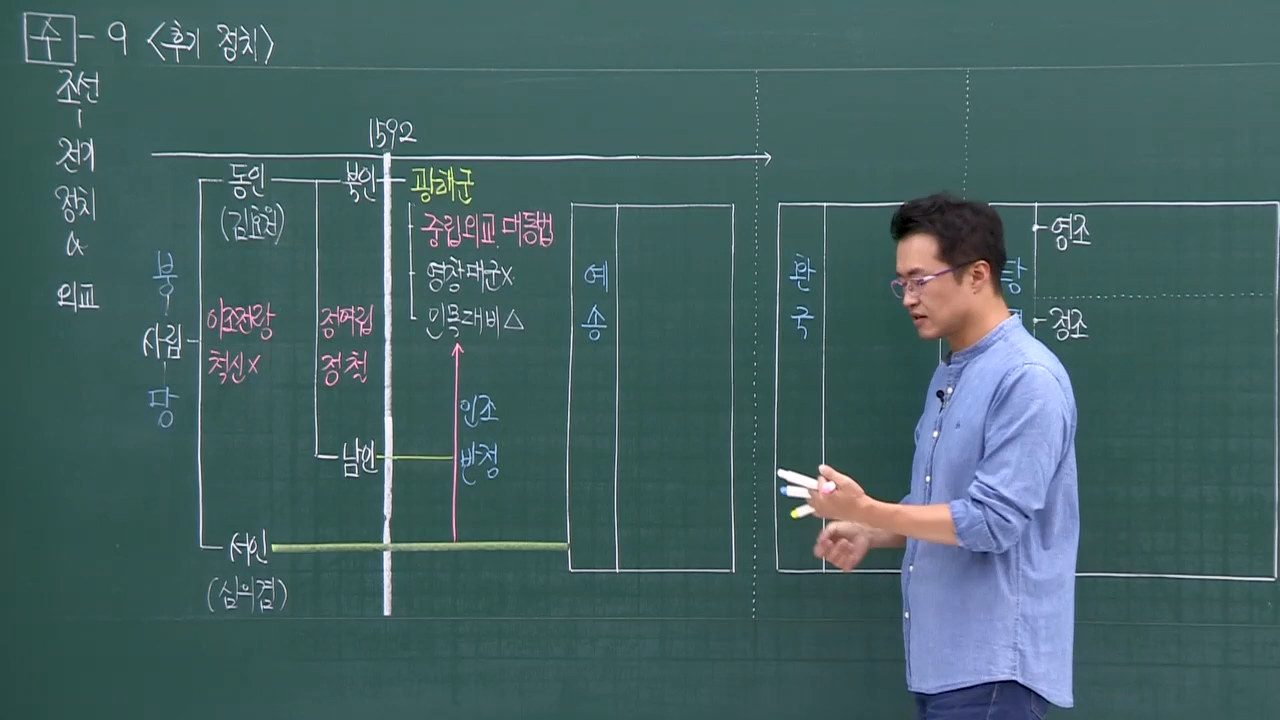 주 - 9 <후기 정치>
조선
전기
정치
&
외교
1592
붕
사림
당
동인
(김효원)
이조전랑
척신×
서인
(심의겸)
북인
정여립
정철
남인
광해군
중립외교, 대동법
영창대군×
인목대비△
인조
반정
예
송
환
국
탕
영조
정조